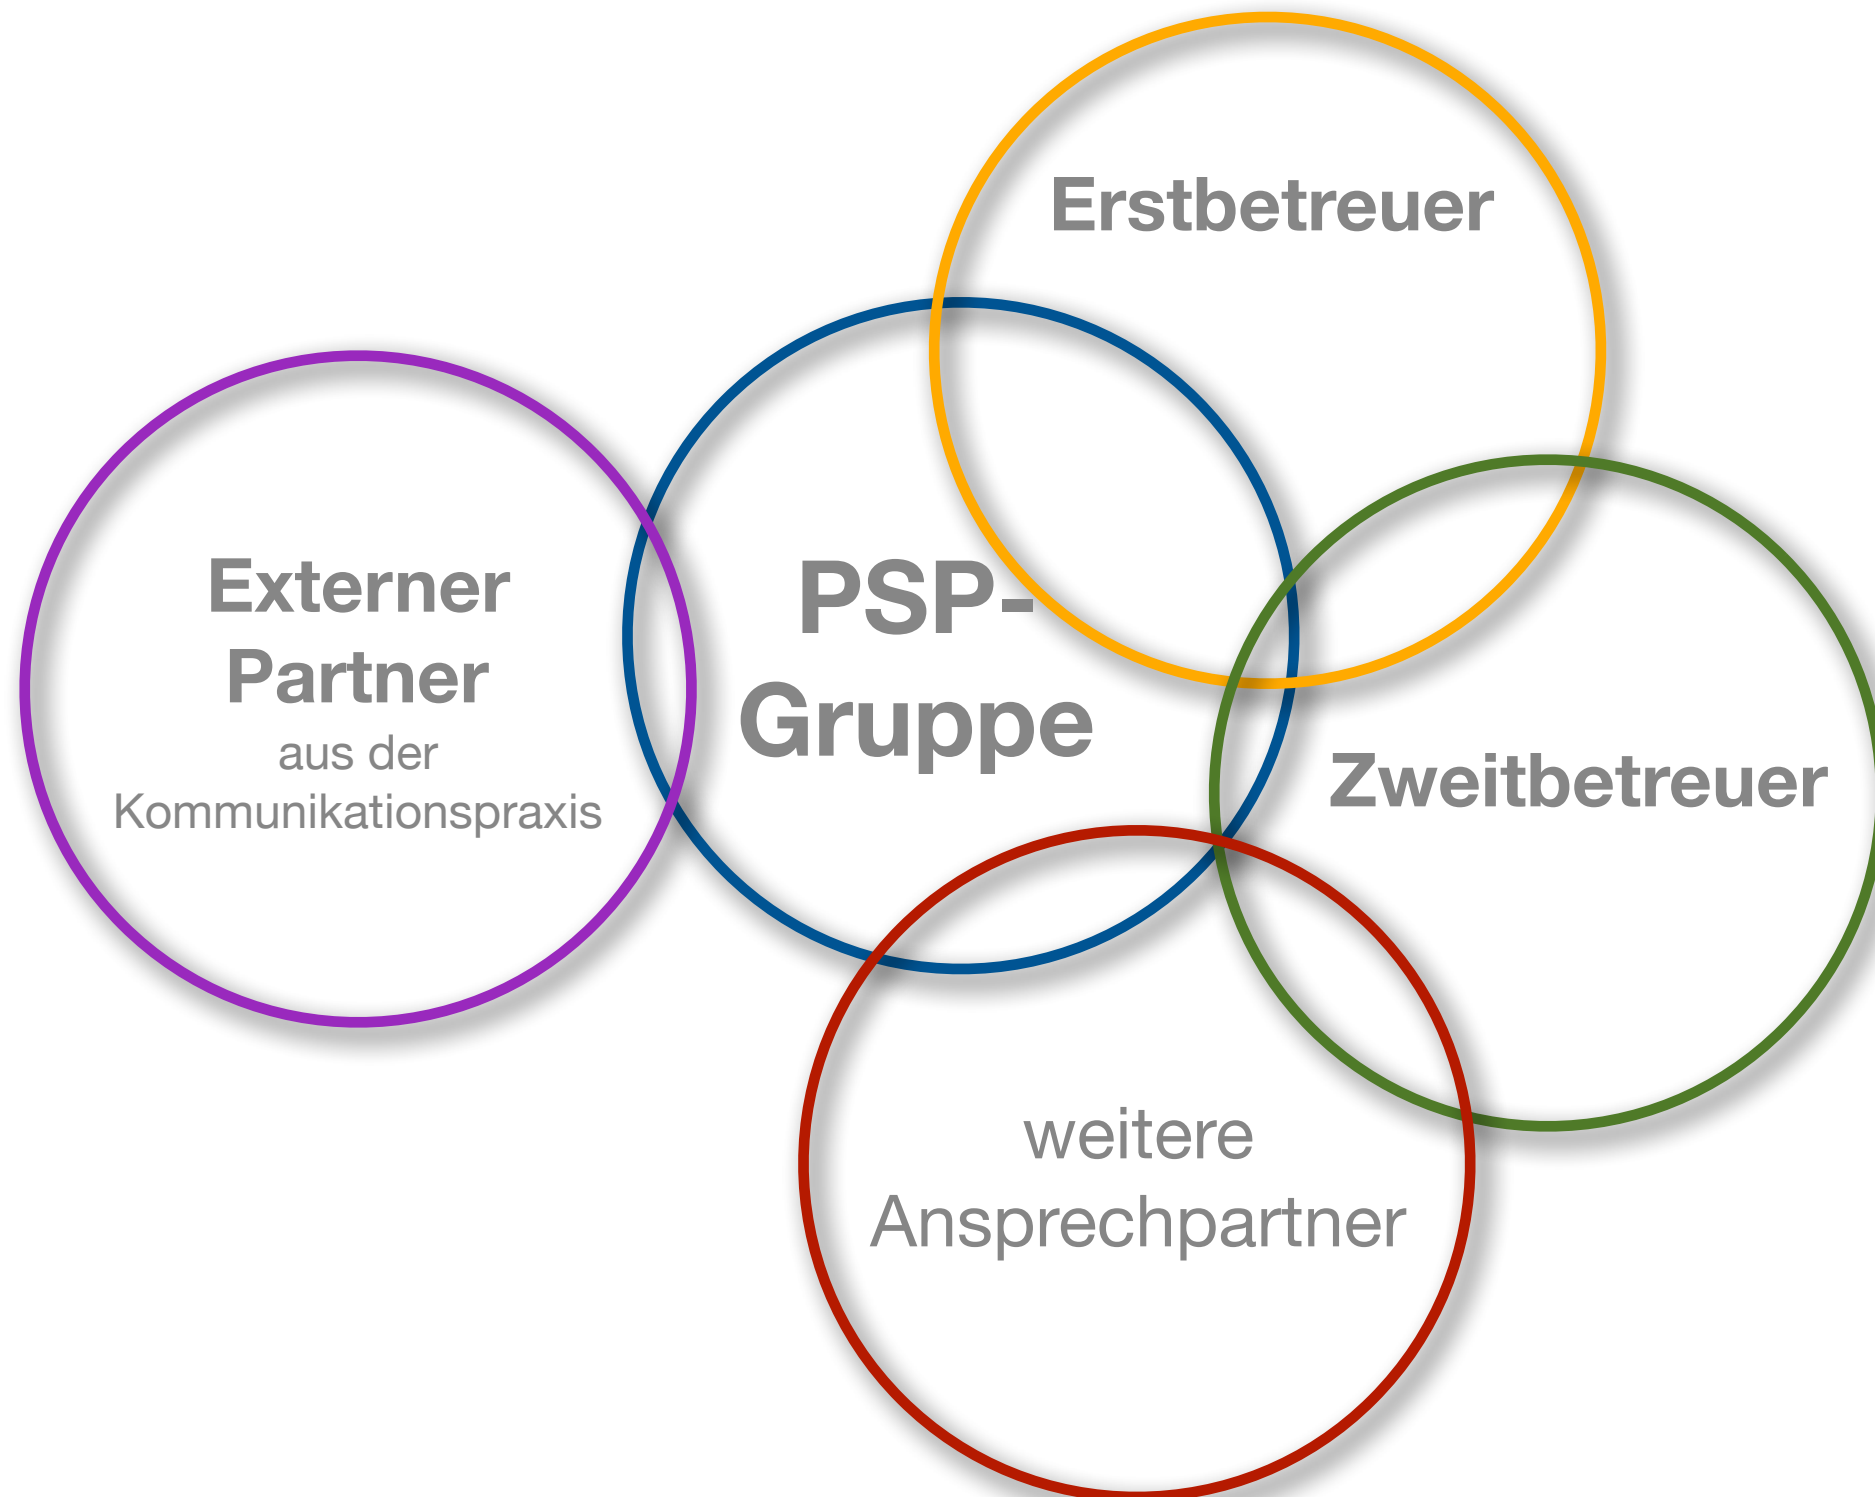 Erstbetreuer
Externer
Partner
aus der
Kommunikationspraxis
PSP-
Gruppe
Zweitbetreuer
weitere
Ansprechpartner